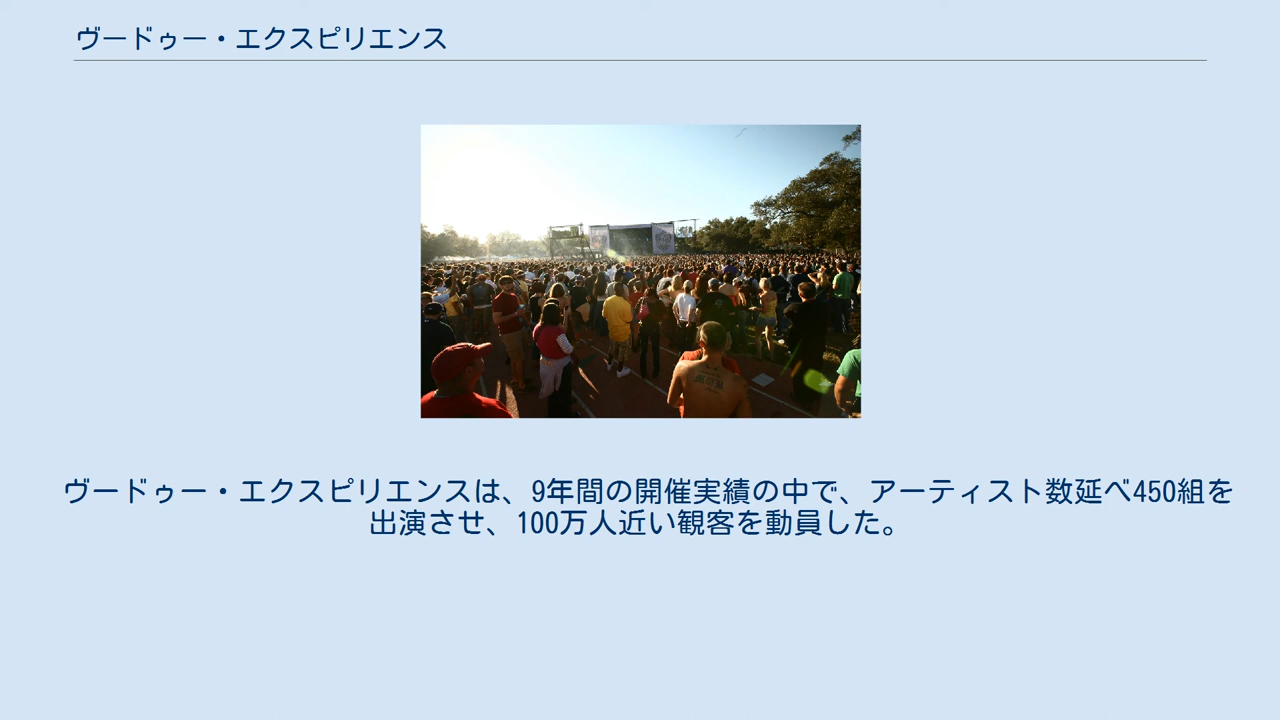 ヴードゥー・エクスピリエンス
ヴードゥー・エクスピリエンスは、9年間の開催実績の中で、アーティスト数延べ450組を
出演させ、100万人近い観客を動員した。